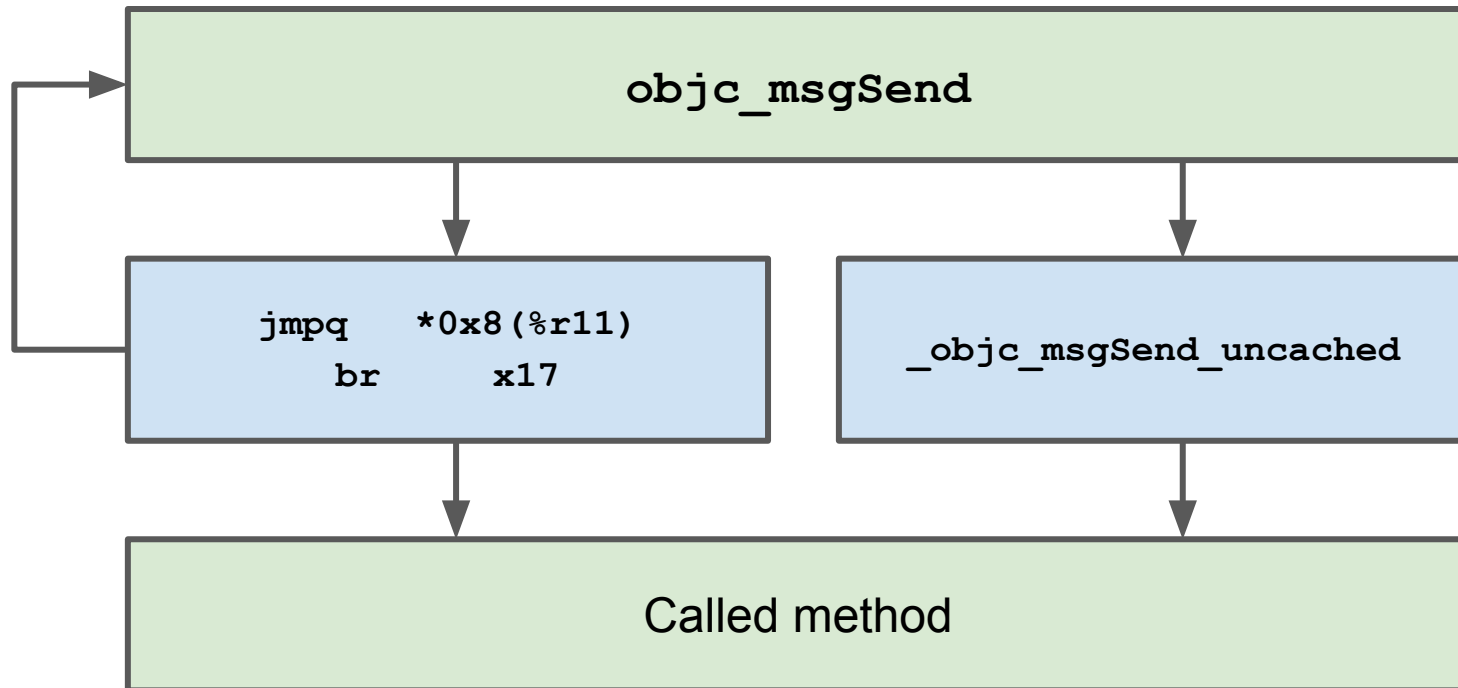 objc_msgSend
jmpq *0x8(%r11)
br x17
_objc_msgSend_uncached
Called method